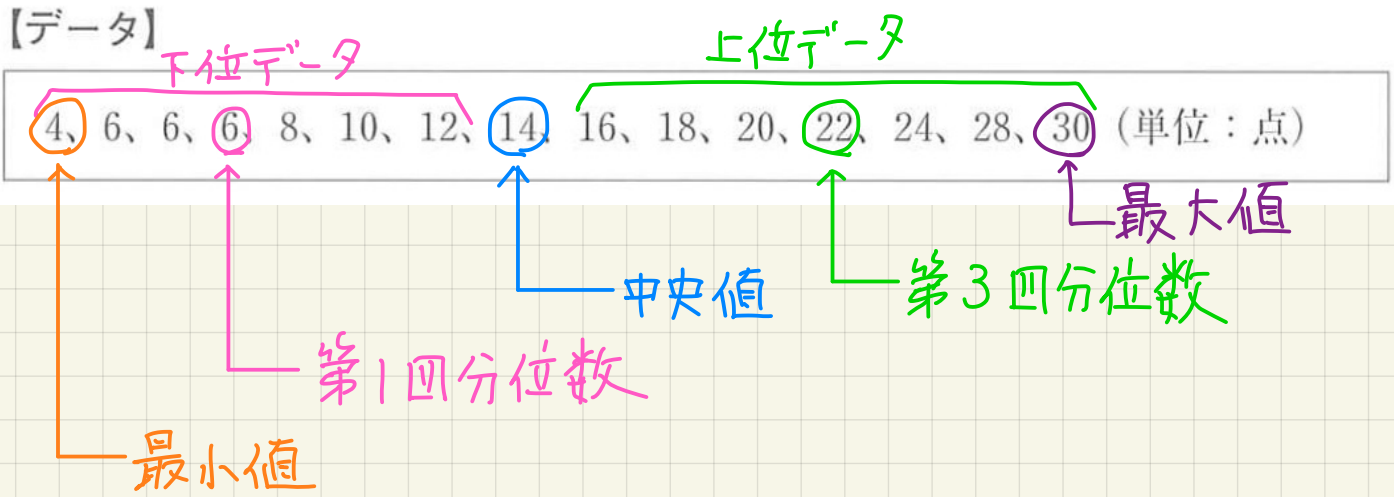 【データ】
下位データ
上位データ
4、6、6、6、8、10、12、14、16、18、20、22、24、28、30（単位：点）
最大値
第3四分位数
中央値
第1四分位数
最小値